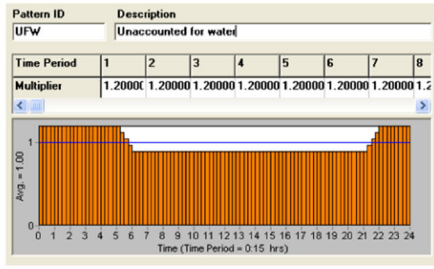 Pattern ID Description
UFW Unaccounted for water
Time Period 1 2 3 4 5 6 7 8
Multiplier 1.20000 1.20000 1.20000 1.20000 1.20000 1.20000 1.20000 1.2
Avg. = 1.00
1
0
0 1 2 3 4 5 6 7 8 9 10 11 12 13 14 15 16 17 18 19 20 21 22 23 24
Time (Time Period = 0:15 hrs)